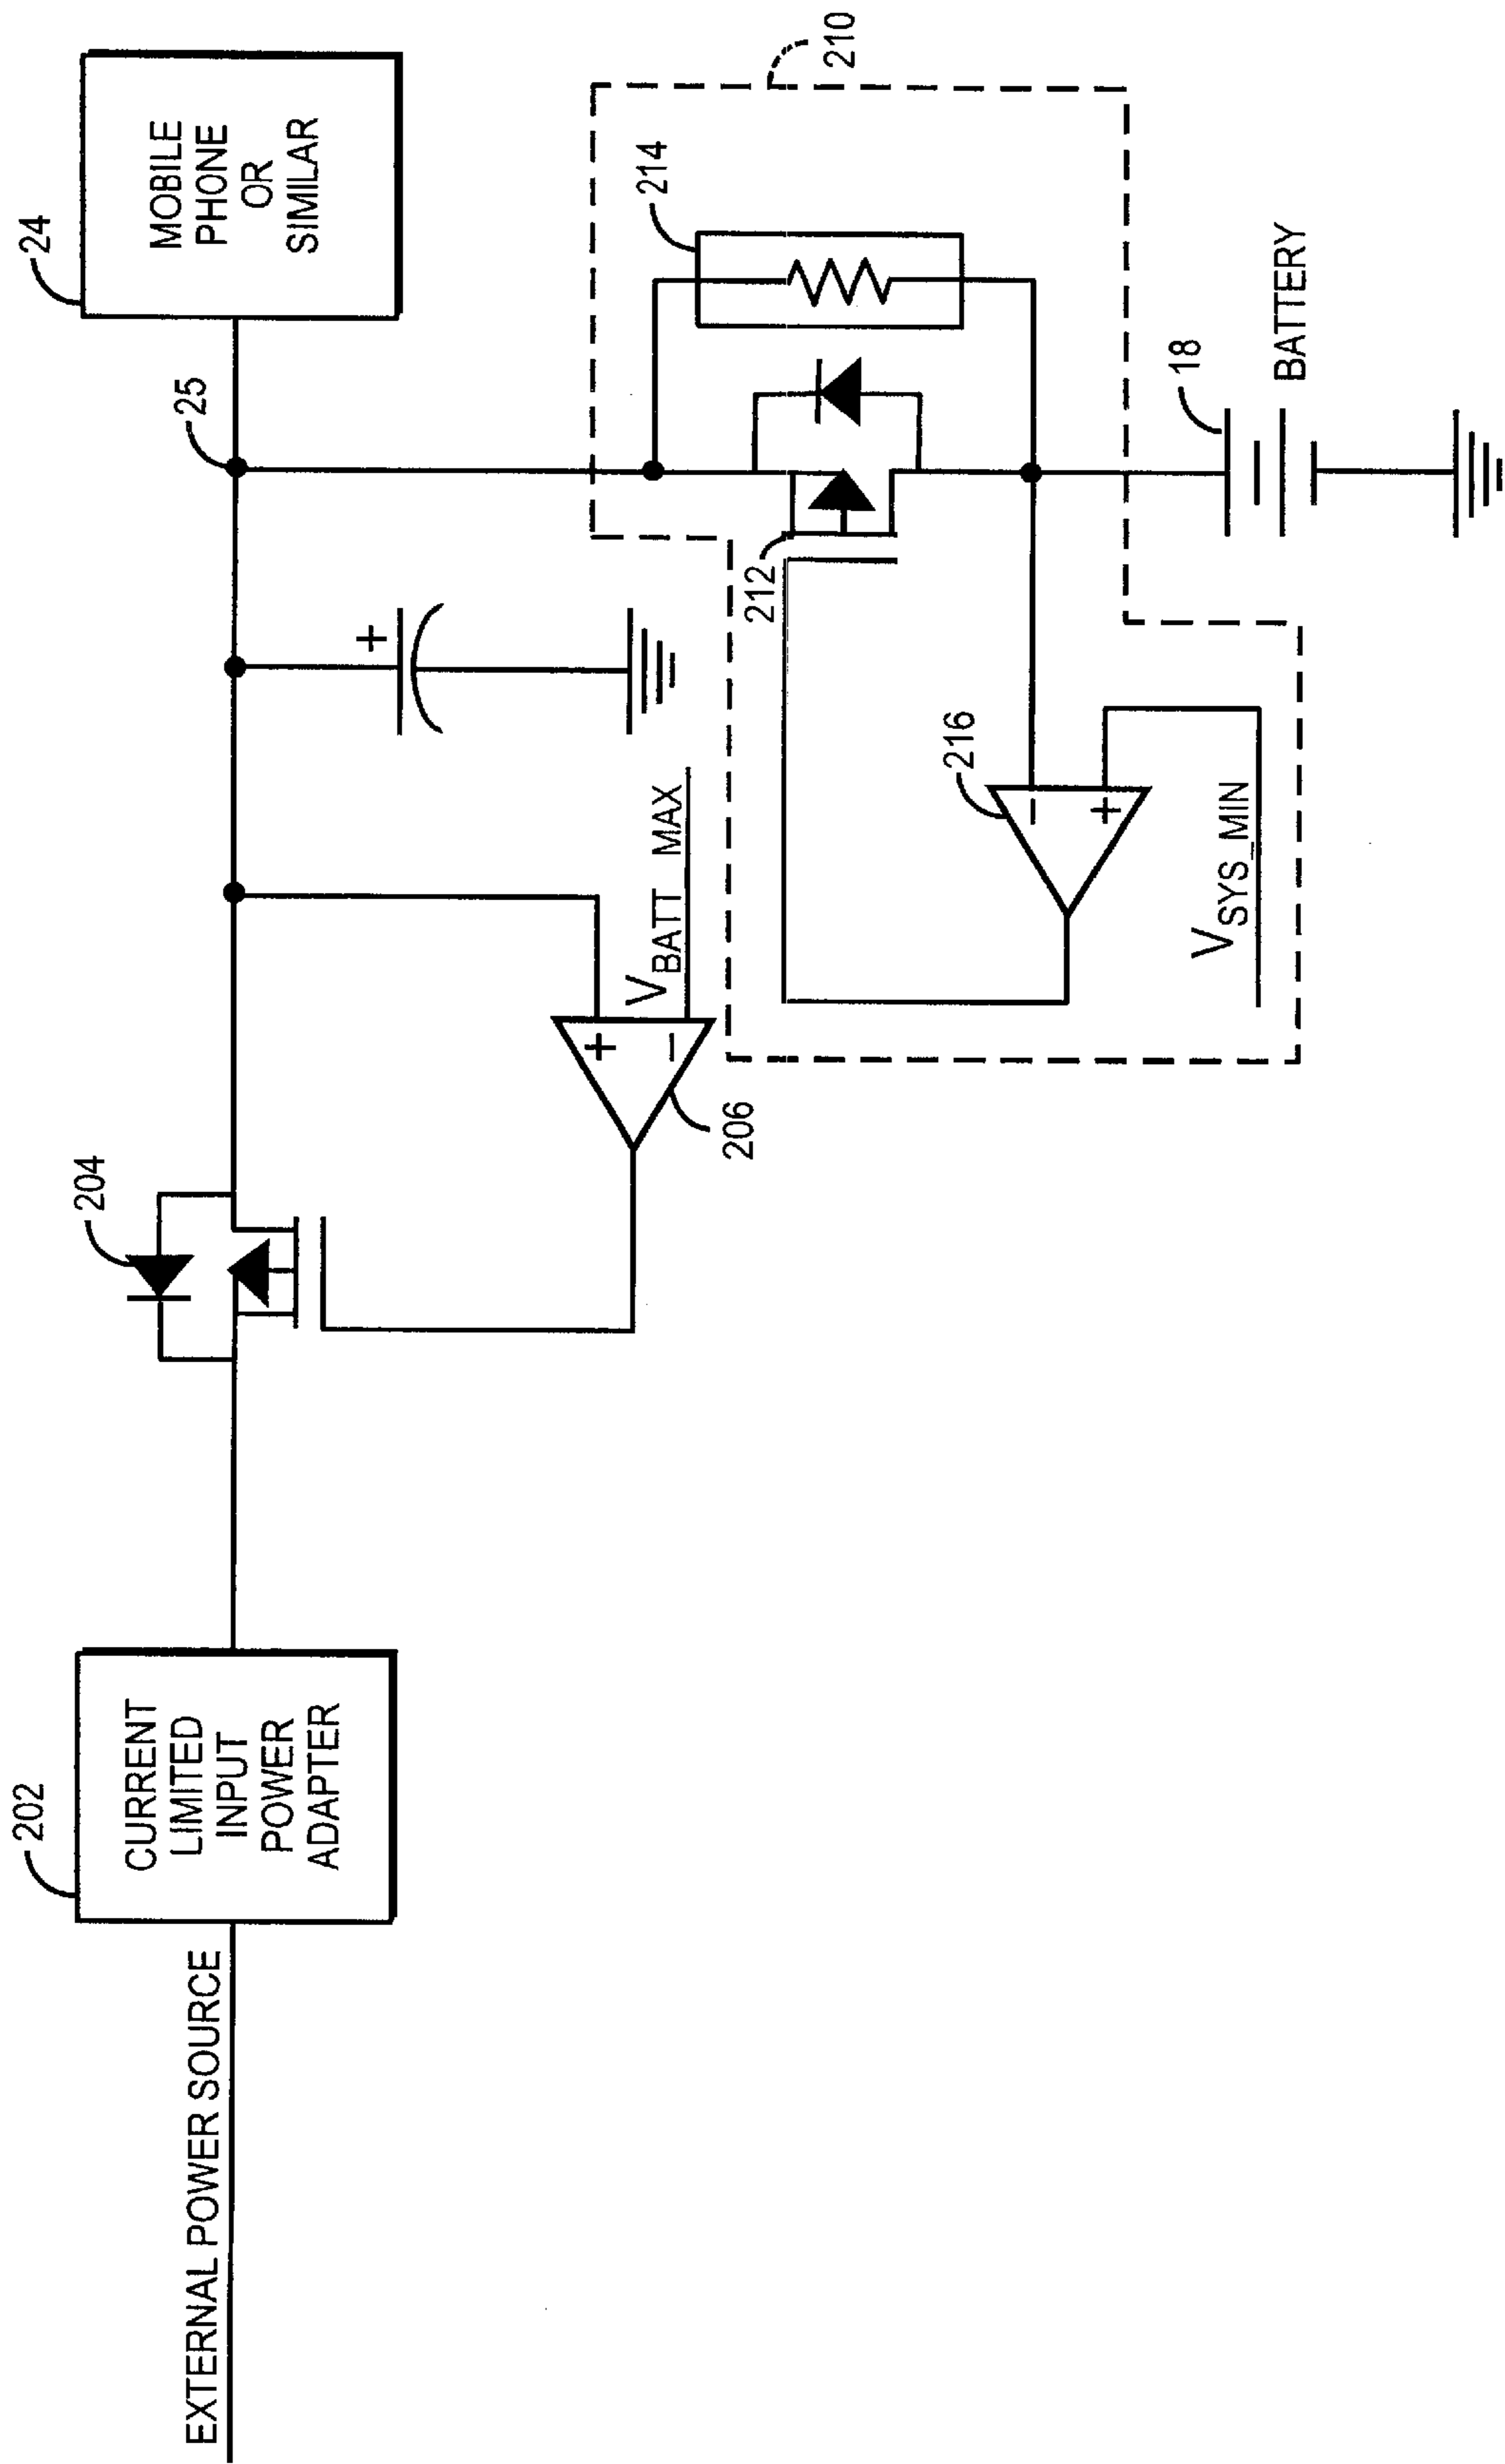 EXTERNAL POWER SOURCE
202
CURRENT
LIMITED
INPUT
POWER
ADAPTER
204
206
+
−
V_BATT_MAX
+
25
24
MOBILE
PHONE
OR
SIMILAR
210
212
214
216
−
+
V_SYS_MIN
18
BATTERY